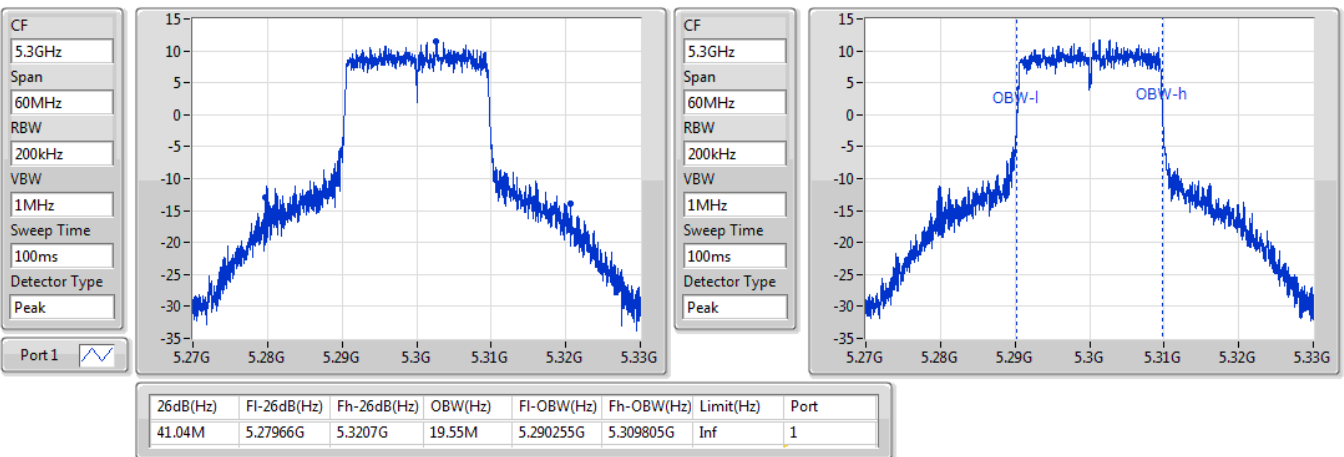 CF
5.3GHz
Span
60MHz
RBW
200kHz
VBW
1MHz
Sweep Time
100ms
Detector Type
Peak
Port 1
15
10
5
0
-5
-10
-15
-20
-25
-30
-35
5.27G 5.28G 5.29G 5.3G 5.31G 5.32G 5.33G
CF
5.3GHz
Span
60MHz
RBW
200kHz
VBW
1MHz
Sweep Time
100ms
Detector Type
Peak
15
10
5
0
-5
-10
-15
-20
-25
-30
-35
OBW-l OBW-h
5.27G 5.28G 5.29G 5.3G 5.31G 5.32G 5.33G
26dB(Hz) Fl-26dB(Hz) Fh-26dB(Hz) OBW(Hz) Fl-OBW(Hz) Fh-OBW(Hz) Limit(Hz) Port
41.04M 5.27966G 5.3207G 19.55M 5.290255G 5.309805G Inf 1